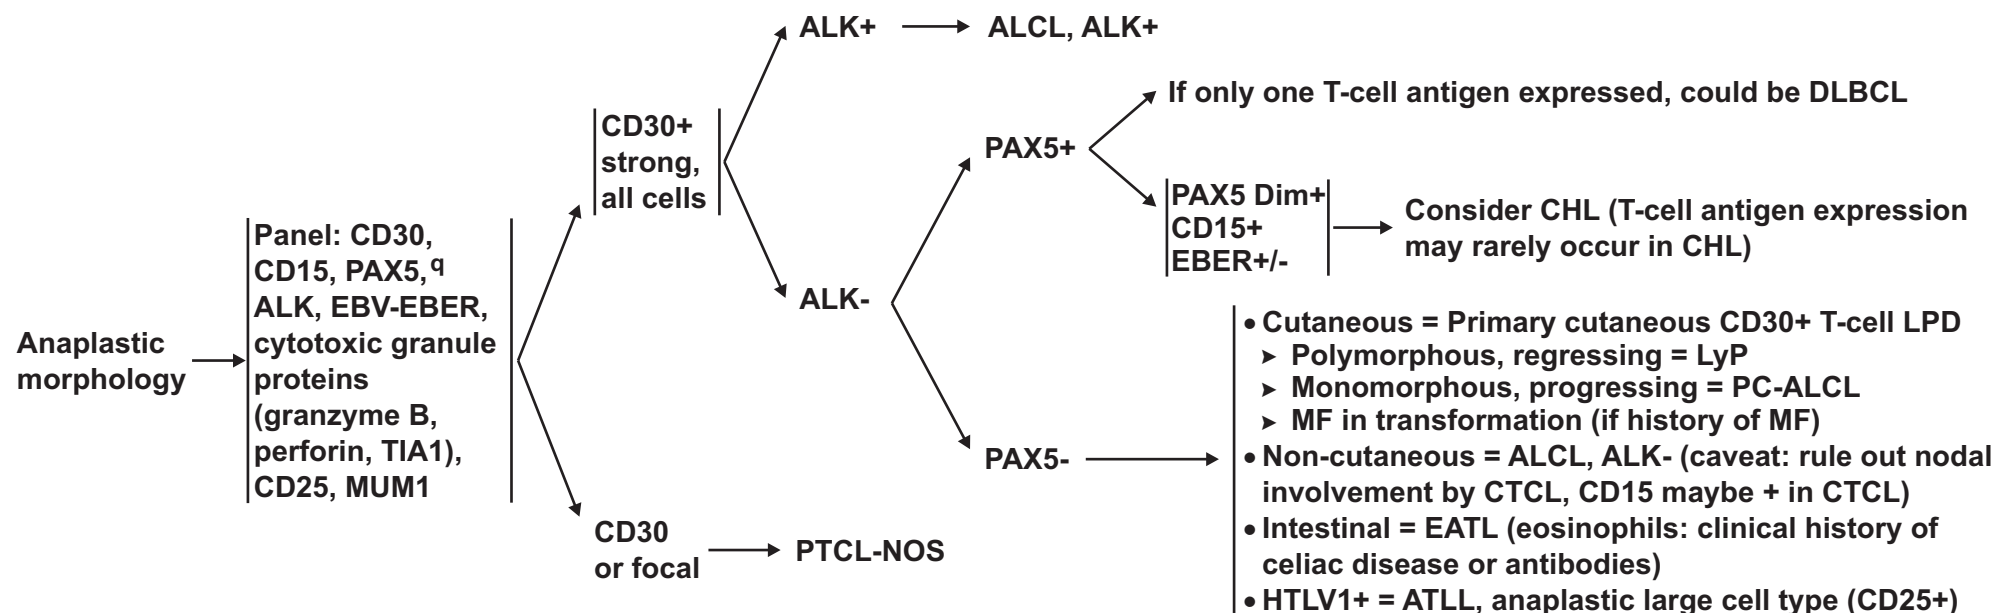 Anaplastic
morphology
Panel: CD30,
CD15, PAX5,q
ALK, EBV-EBER,
cytotoxic granule
proteins
(granzyme B,
perforin, TIA1),
CD25, MUM1
CD30+
strong,
all cells
CD30
or focal
PTCL-NOS
ALK+
ALCL, ALK+
ALK-
PAX5+
If only one T-cell antigen expressed, could be DLBCL
PAX5 Dim+
CD15+
EBER+/-
Consider CHL (T-cell antigen expression
may rarely occur in CHL)
PAX5-
• Cutaneous = Primary cutaneous CD30+ T-cell LPD
➤ Polymorphous, regressing = LyP
➤ Monomorphous, progressing = PC-ALCL
➤ MF in transformation (if history of MF)
• Non-cutaneous = ALCL, ALK- (caveat: rule out nodal
involvement by CTCL, CD15 maybe + in CTCL)
• Intestinal = EATL (eosinophils: clinical history of
celiac disease or antibodies)
• HTLV1+ = ATLL, anaplastic large cell type (CD25+)